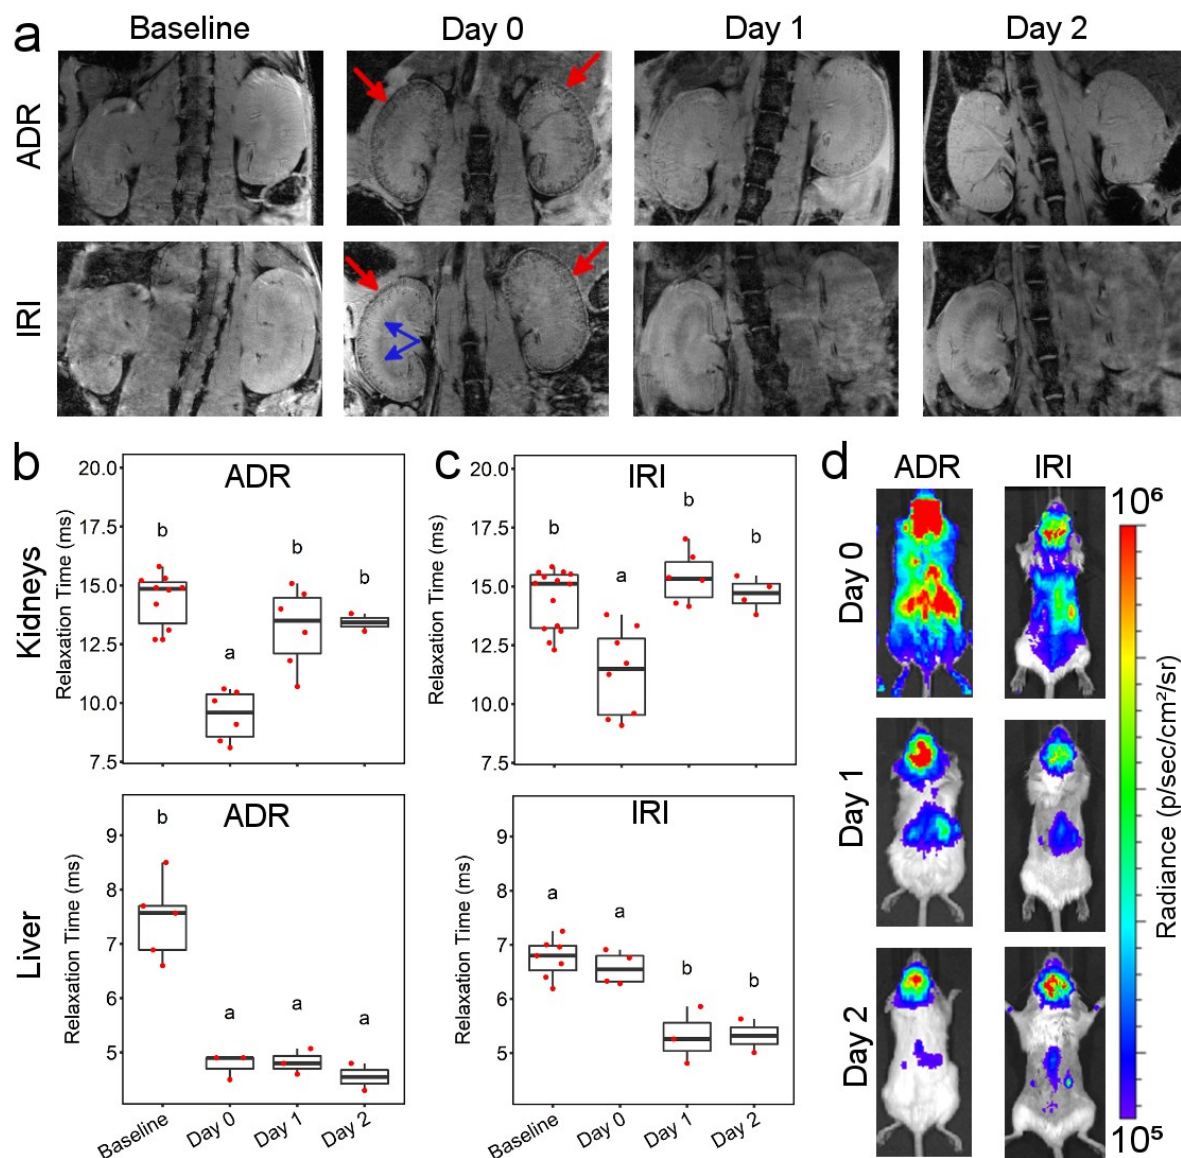 a
Baseline
Day 0
Day 1
Day 2
ADR
IRI
b
c
d
Kidneys
ADR
Relaxation Time (ms)
20.0
17.5
15.0
12.5
10.0
7.5
b
a
b
b
IRI
Relaxation Time (ms)
20.0
17.5
15.0
12.5
10.0
7.5
b
a
b
b
Liver
ADR
Relaxation Time (ms)
9
8
7
6
5
b
a
a
a
Baseline
Day 0
Day 1
Day 2
IRI
Relaxation Time (ms)
9
8
7
6
5
a
a
b
b
Baseline
Day 0
Day 1
Day 2
ADR
IRI
Day 0
Day 1
Day 2
10⁶
Radiance (p/sec/cm²/sr)
10⁵